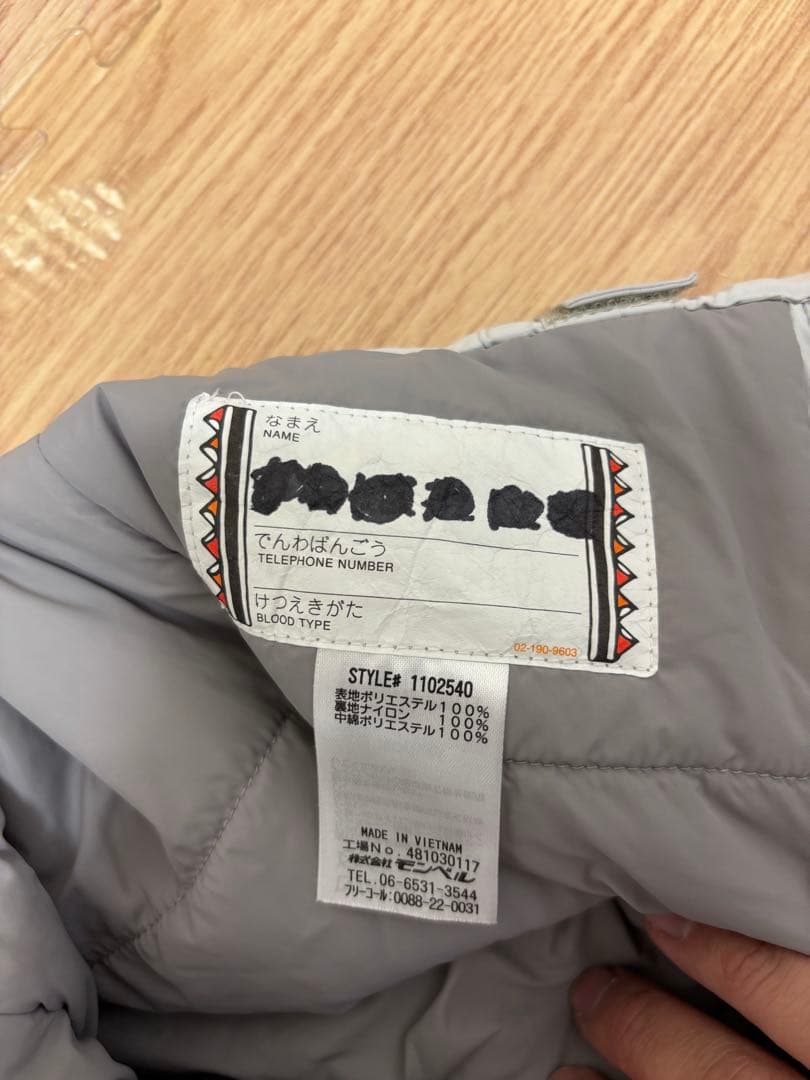 なまえ
NAME
でんわばんごう
TELEPHONE NUMBER
けつえきがた
BLOOD TYPE
02-190-9603
STYLE# 1102540
表地ポリエステル100%
裏地ナイロン 100%
中綿ポリエステル100%
MADE IN VIETNAM
工場No.481030117
株式会社モンベル
TEL.06-6531-3544
フリーコール:0088-22-0031